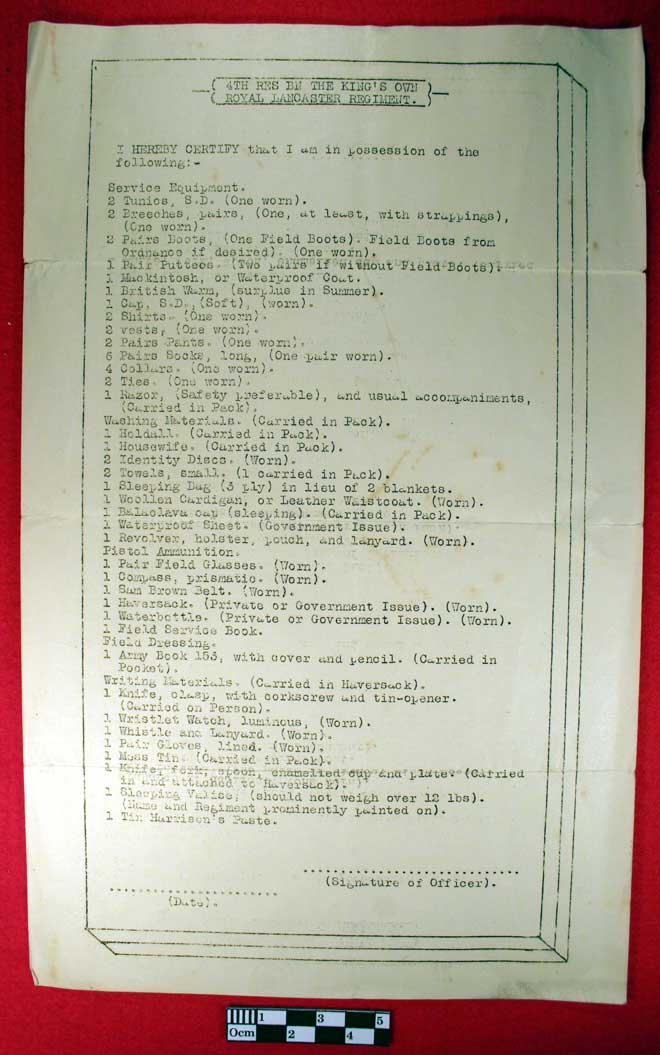 ( 4TH RES BN THE KING'S OWN )
( ROYAL LANCASTER REGIMENT. )
I HEREBY CERTIFY that I am in possession of the
following:-
Service Equipment.
2 Tunics, S.D. (One worn).
2 Breeches, pairs, (One, at least, with strappings),
(One worn).
2 Pairs Boots, (One Field Boots). Field Boots from
Ordnance if desired). (One worn).
1 Pair Puttees. (Two pairs if without Field Boots).
1 Mackintosh, or Waterproof Coat.
1 British Warm, (surplus in Summer).
1 Cap, S.D., (Soft), (worn).
2 Shirts. (One worn).
2 vests, (One worn).
2 Pairs Pants. (One worn).
6 Pairs Socks, long, (One pair worn).
4 Collars. (One worn).
2 Ties. (One worn).
1 Razor, (Safety preferable), and usual accompaniments,
(Carried in Pack).
Washing Materials. (Carried in Pack).
1 Holdall. (Carried in Pack).
1 Housewife. (Carried in Pack).
2 Identity Discs. (Worn).
2 Towels, small. (1 carried in Pack).
1 Sleeping Bag (3 ply) in lieu of 2 blankets.
1 Woollen Cardigan, or Leather Waistcoat. (Worn).
1 Balaclava cap (sleeping). (Carried in Pack).
1 Waterproof Sheet. (Government Issue).
1 Revolver, holster, pouch, and lanyard. (Worn).
Pistol Ammunition.
1 Pair Field Glasses. (Worn).
1 Compass, prismatic. (Worn).
1 Sam Brown Belt. (Worn).
1 Haversack. (Private or Government Issue). (Worn).
1 Waterbottle. (Private or Government Issue). (Worn).
1 Field Service Book.
Field Dressing.
1 Army Book 153, with cover and pencil. (Carried in
Pocket).
Writing Materials. (Carried in Haversack).
1 Knife, clasp, with corkscrew and tin-opener.
(Carried on Person).
1 Wristlet Watch, luminous, (Worn).
1 Whistle and Lanyard. (Worn).
1 Pair Gloves, lined. (Worn).
1 Mess Tin. (Carried in Pack).
1 Knife, fork, spoon, enamelled cup and plate. (Carried
in and attached to Haversack).
1 Sleeping Valise, (should not weigh over 12 lbs).
(Name and Regiment prominently painted on).
1 Tin Harrison's Paste.
(Signature of Officer).
(Date).
0cm 1 2 3 4 5